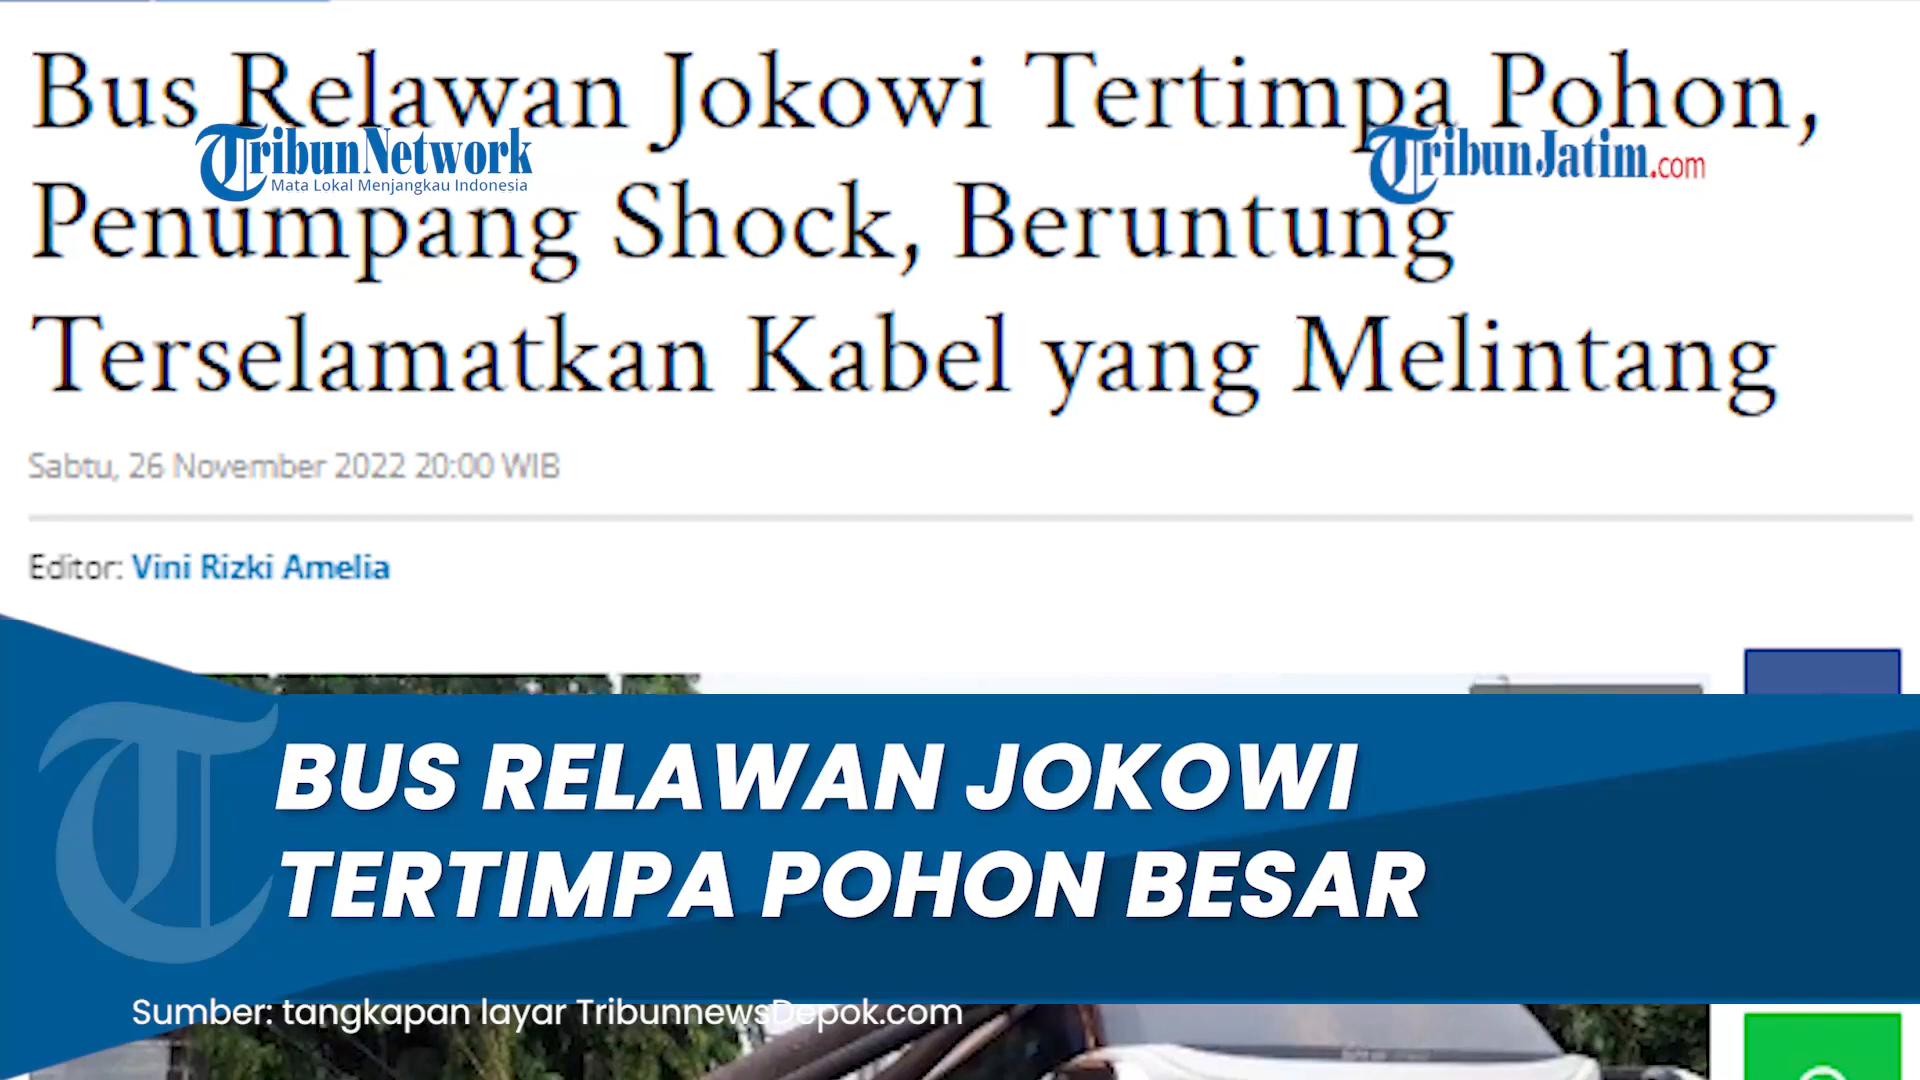 Bus Relawan Jokowi Tertimpa Pohon,
TribunNetwork
Mata Lokal Menjangkau Indonesia
TribunJatim.com
Penumpang Shock, Beruntung
Terselamatkan Kabel yang Melintang
Sabtu, 26 November 2022 20:00 WIB
Editor: Vini Rizki Amelia
BUS RELAWAN JOKOWI
TERTIMPA POHON BESAR
Sumber: tangkapan layar TribunnewsDepok.com